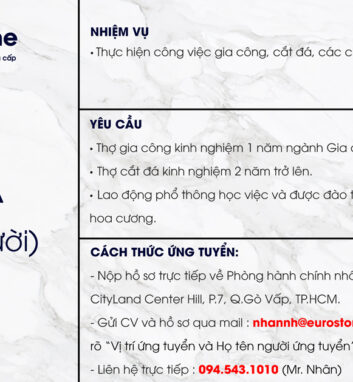 ne
cấp
ười)
NHIỆM VỤ
• Thực hiện công việc gia công, cắt đá, các c
YÊU CẦU
• Thợ gia công kinh nghiệm 1 năm ngành Gia
• Thợ cắt đá kinh nghiệm 2 năm trở lên.
• Lao động phổ thông học việc và được đào t
hoa cương.
CÁCH THỨC ỨNG TUYỂN:
- Nộp hồ sơ trực tiếp về Phòng hành chính nhâ
CityLand Center Hill, P.7, Q.Gò Vấp, TP.HCM.
- Gửi CV và hồ sơ qua mail : nhannh@eurosto
rõ “Vị trí ứng tuyển và Họ tên người ứng tuyển”
- Liên hệ trực tiếp : 094.543.1010 (Mr. Nhân)